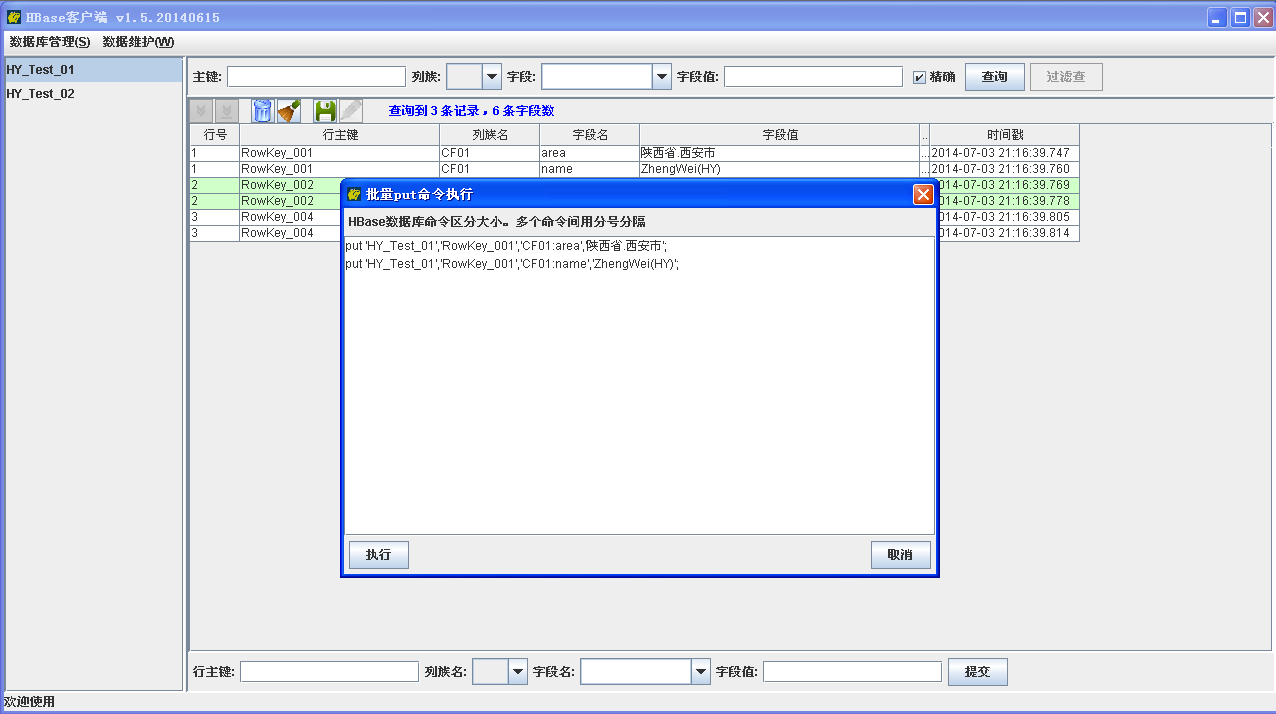 HBase客户端 v1.5.20140615
数据库管理(S) 数据维护(W)
HY_Test_01
HY_Test_02
主键: 列族: 字段: 字段值: 精确 查询 过滤查
查询到 3 条记录，6 条字段数
行号 行主键 列族名 字段名 字段值 .. 时间戳
1 RowKey_001 CF01 area 陕西省.西安市 ... 2014-07-03 21:16:39.747
1 RowKey_001 CF01 name ZhengWei(HY) ... 2014-07-03 21:16:39.760
2 RowKey_002 014-07-03 21:16:39.769
2 RowKey_002 014-07-03 21:16:39.778
3 RowKey_004 014-07-03 21:16:39.805
3 RowKey_004 014-07-03 21:16:39.814
批量put命令执行
HBase数据库命令区分大小。多个命令间用分号分隔
put 'HY_Test_01','RowKey_001','CF01:area','陕西省.西安市';
put 'HY_Test_01','RowKey_001','CF01:name','ZhengWei(HY)';
执行 取消
行主键: 列族名: 字段名: 字段值: 提交
欢迎使用